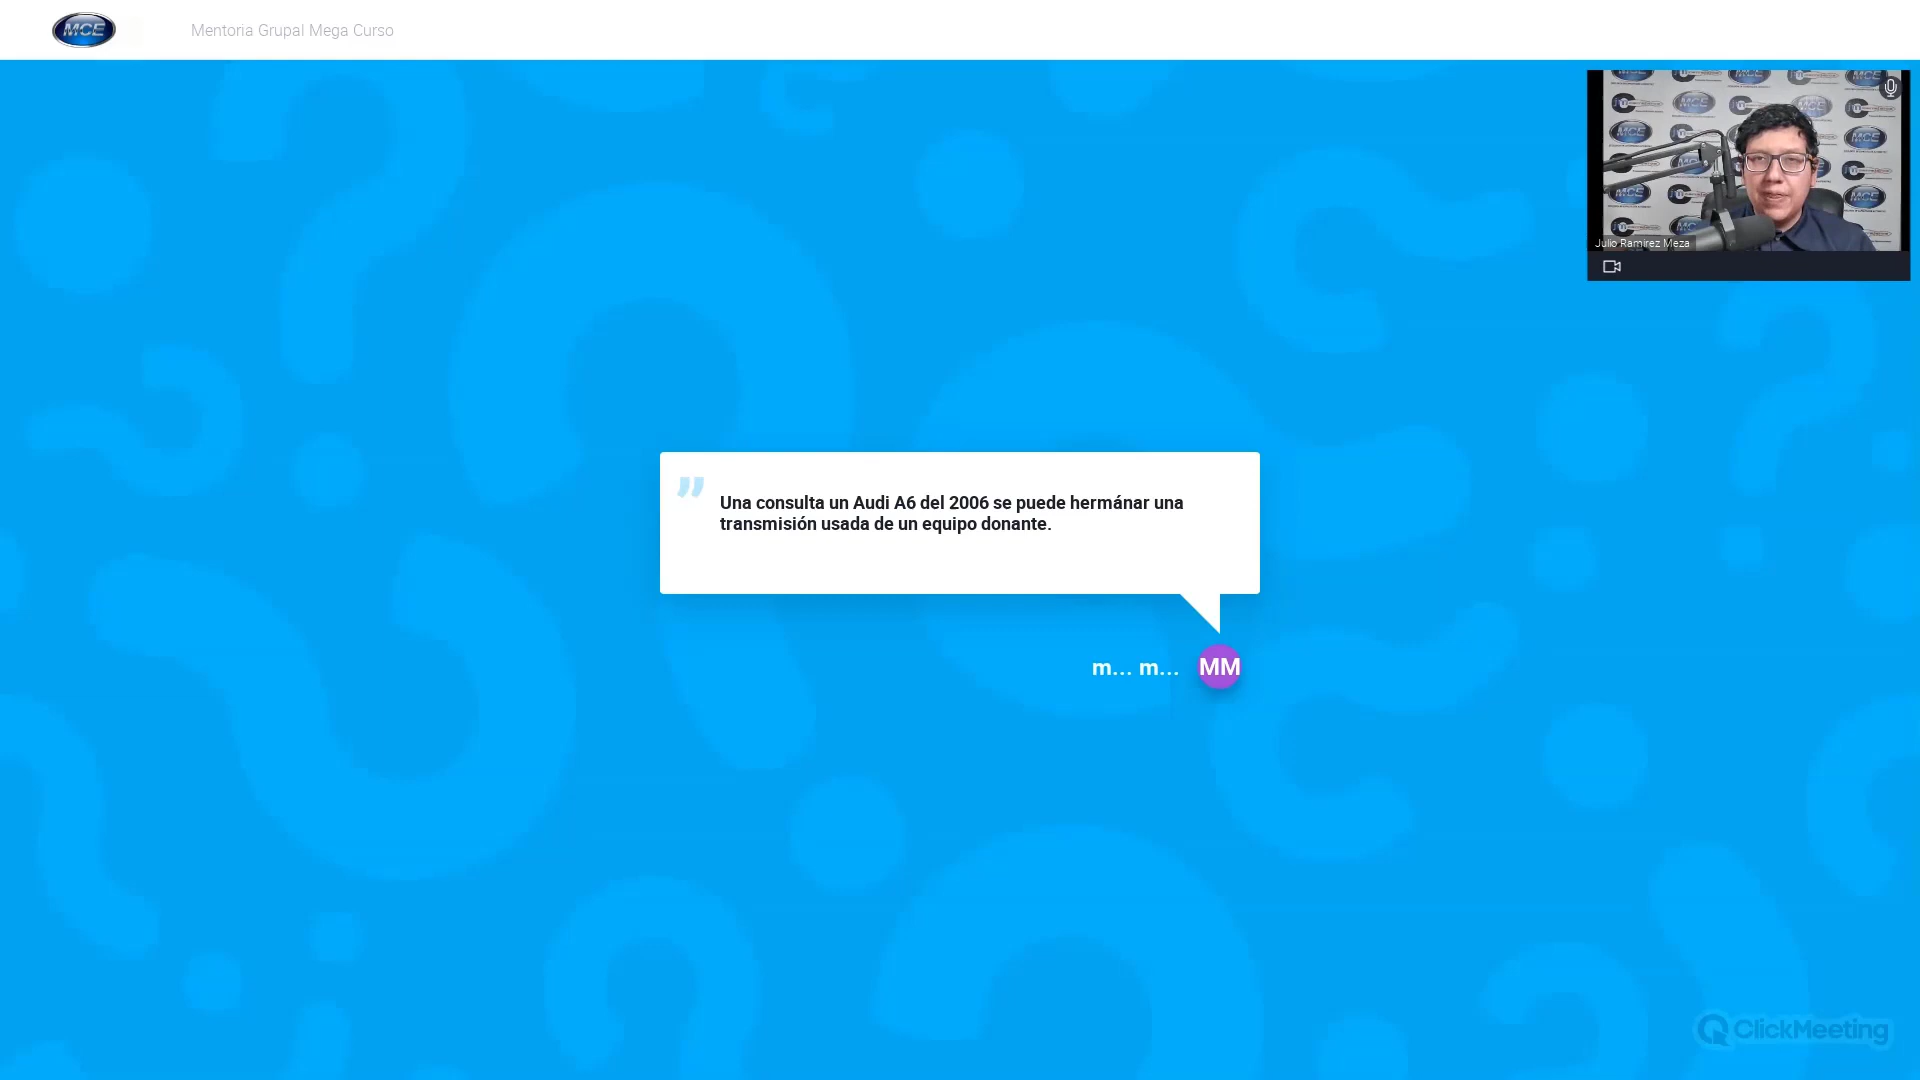 MCE
Mentoria Grupal Mega Curso
Julio Ramirez Meza
Una consulta un Audi A6 del 2006 se puede hermánar una
transmisión usada de un equipo donante.
m... m...
MM
ClickMeeting